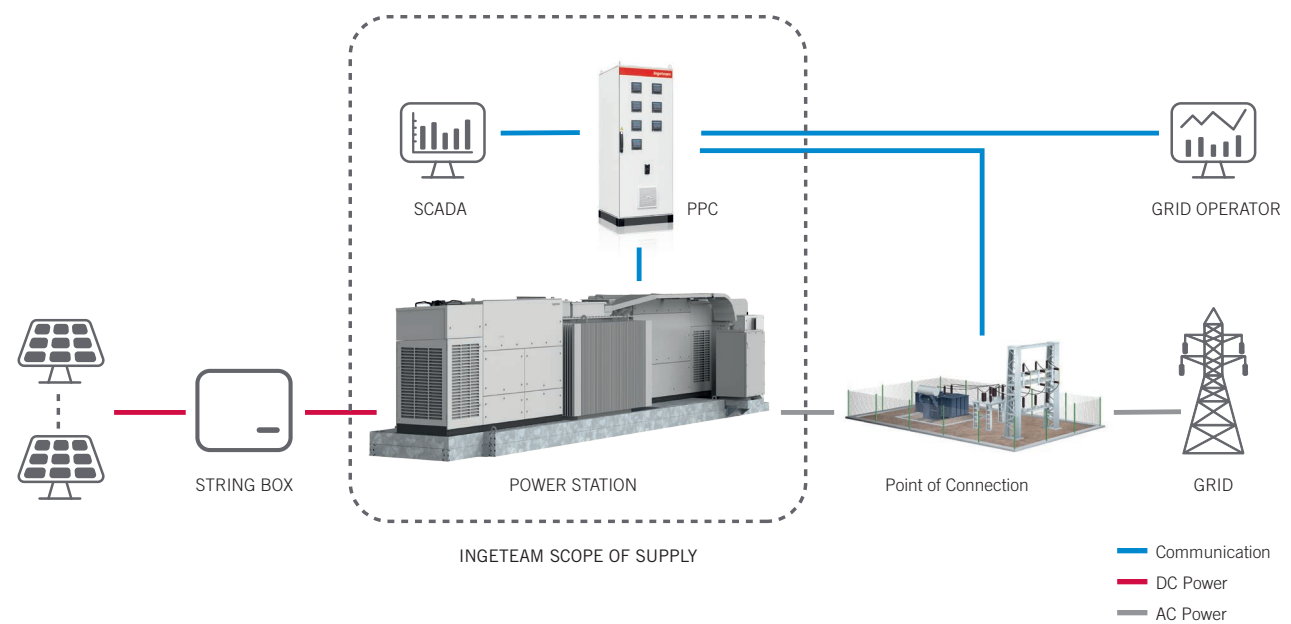 SCADA
PPC
GRID OPERATOR
STRING BOX
POWER STATION
Point of Connection
GRID
INGETEAM SCOPE OF SUPPLY
Communication
DC Power
AC Power